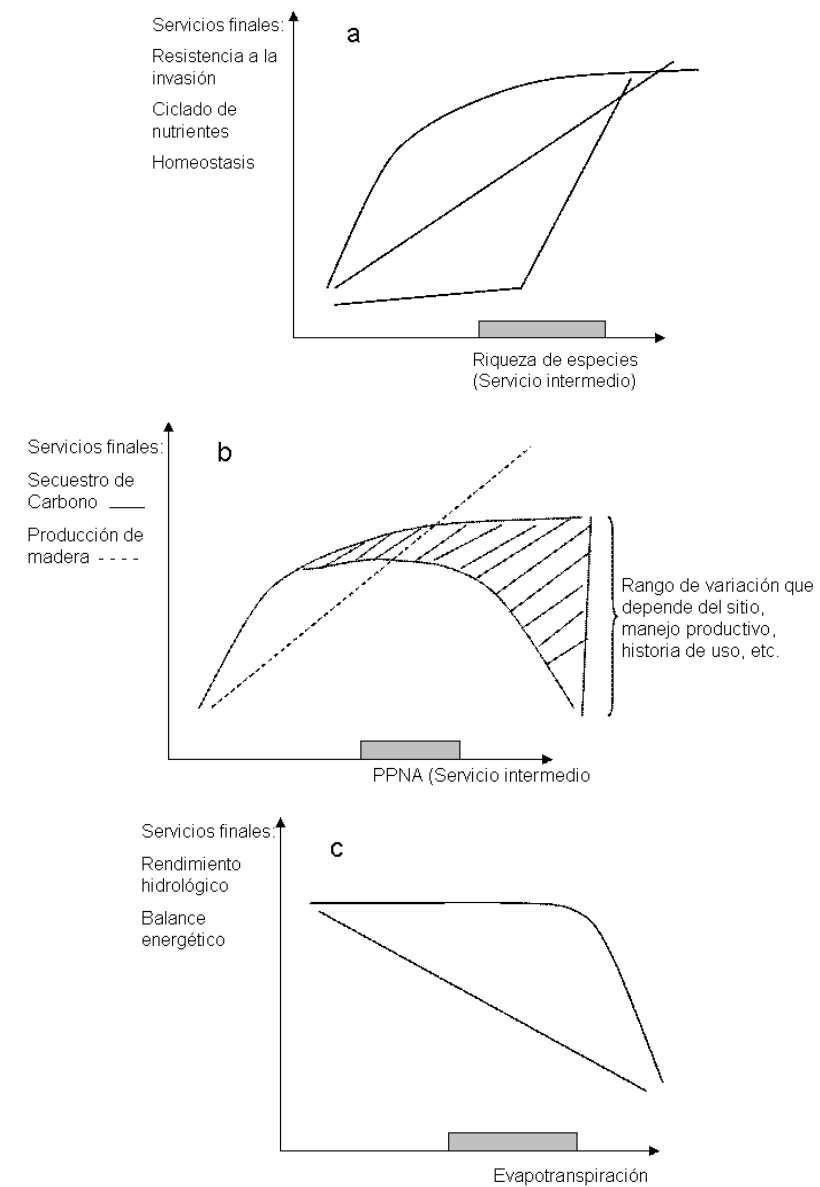 Servicios finales:
a
Resistencia a la
invasión
Ciclado de
nutrientes
Homeostasis
Riqueza de especies
(Servicio intermedio)
Servicios finales:
b
Secuestro de
Carbono
Producción de
madera
Rango de variación que
depende del sitio,
manejo productivo,
historia de uso, etc.
PPNA (Servicio intermedio
Servicios finales:
c
Rendimiento
hidrológico
Balance
energético
Evapotranspiración